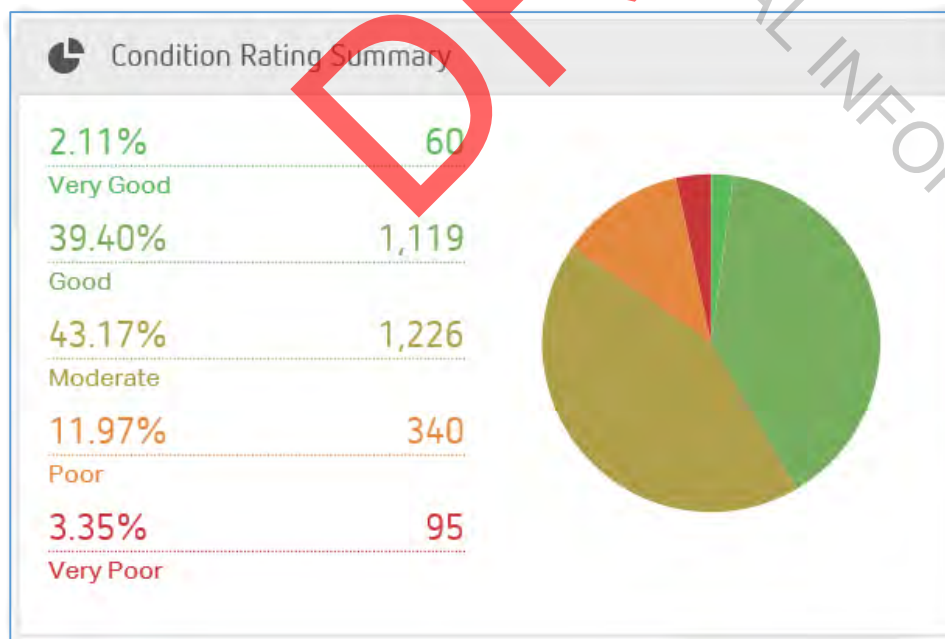 Condition Rating Summary
2.11% 60
Very Good
39.40% 1,119
Good
43.17% 1,226
Moderate
11.97% 340
Poor
3.35% 95
Very Poor